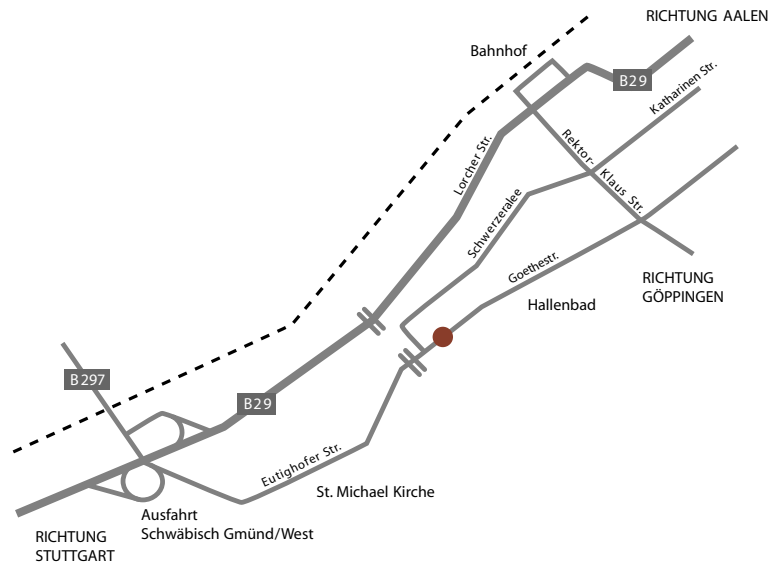 RICHTUNG AALEN
Bahnhof
B29
Katharinen Str.
Rektor-
Klaus Str.
Lorcher Str.
Schwerzeralee
Goethestr.
RICHTUNG
GÖPPINGEN
Hallenbad
B297
B29
Eutighofer Str.
St. Michael Kirche
Ausfahrt
Schwäbisch Gmünd/West
RICHTUNG
STUTTGART